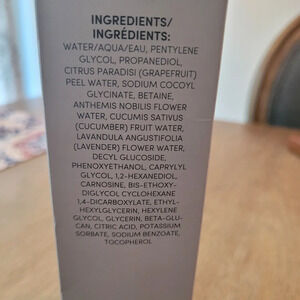 INGREDIENTS/
INGRÉDIENTS:
WATER/AQUA/EAU, PENTYLENE
GLYCOL, PROPANEDIOL,
CITRUS PARADISI (GRAPEFRUIT)
PEEL WATER, SODIUM COCOYL
GLYCINATE, BETAINE,
ANTHEMIS NOBILIS FLOWER
WATER, CUCUMIS SATIVUS
(CUCUMBER) FRUIT WATER,
LAVANDULA ANGUSTIFOLIA
(LAVENDER) FLOWER WATER,
DECYL GLUCOSIDE,
PHENOXYETHANOL, CAPRYLYL
GLYCOL, 1,2-HEXANEDIOL,
CARNOSINE, BIS-ETHOXY-
DIGLYCOL CYCLOHEXANE
1,4-DICARBOXYLATE, ETHYL-
HEXYLGLYCERIN, HEXYLENE
GLYCOL, GLYCERIN, BETA-GLU-
CAN, CITRIC ACID, POTASSIUM
SORBATE, SODIUM BENZOATE,
TOCOPHEROL.